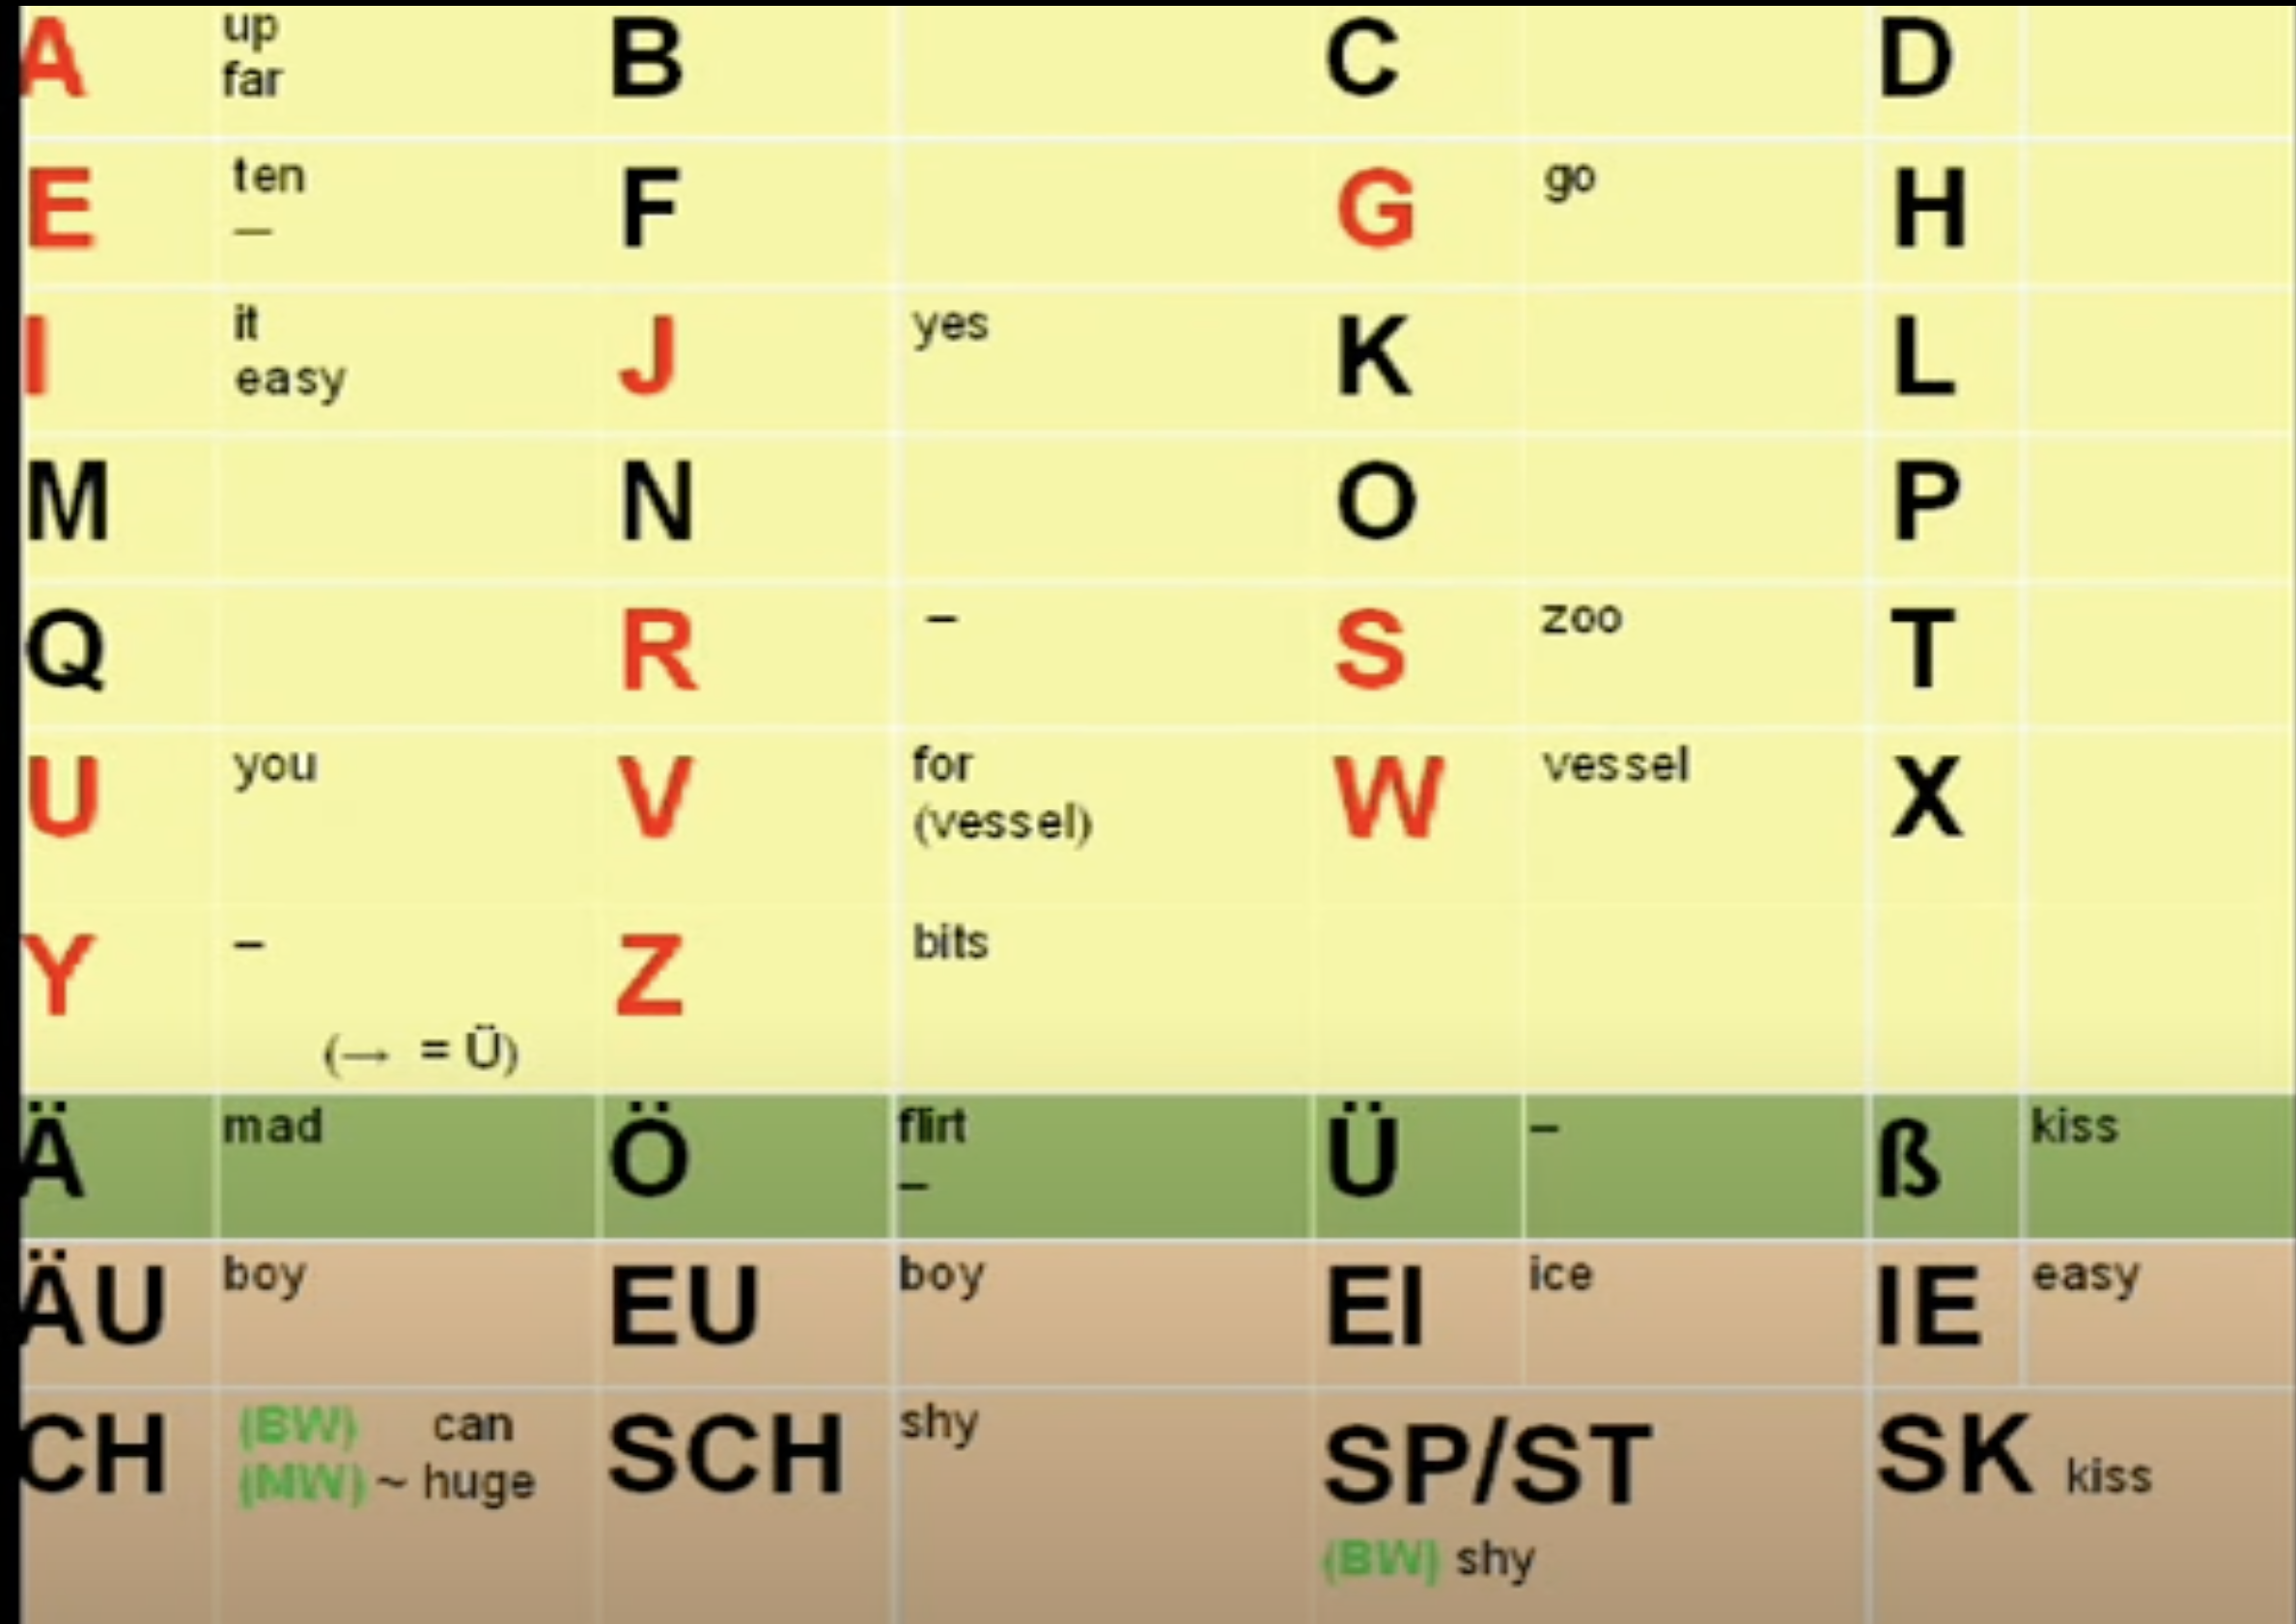 A up B C D
far
E ten F G go H
—
I it J yes K L
easy
M N O P
Q R – S zoo T
U you V for W vessel X
(vessel)
Y – Z bits
(→ = Ü)
Ä mad Ö flirt Ü – ß kiss
–
ÄU boy EU boy EI ice IE easy
CH (BW) can SCH shy SP/ST SK kiss
(MW) ~ huge
(BW) shy